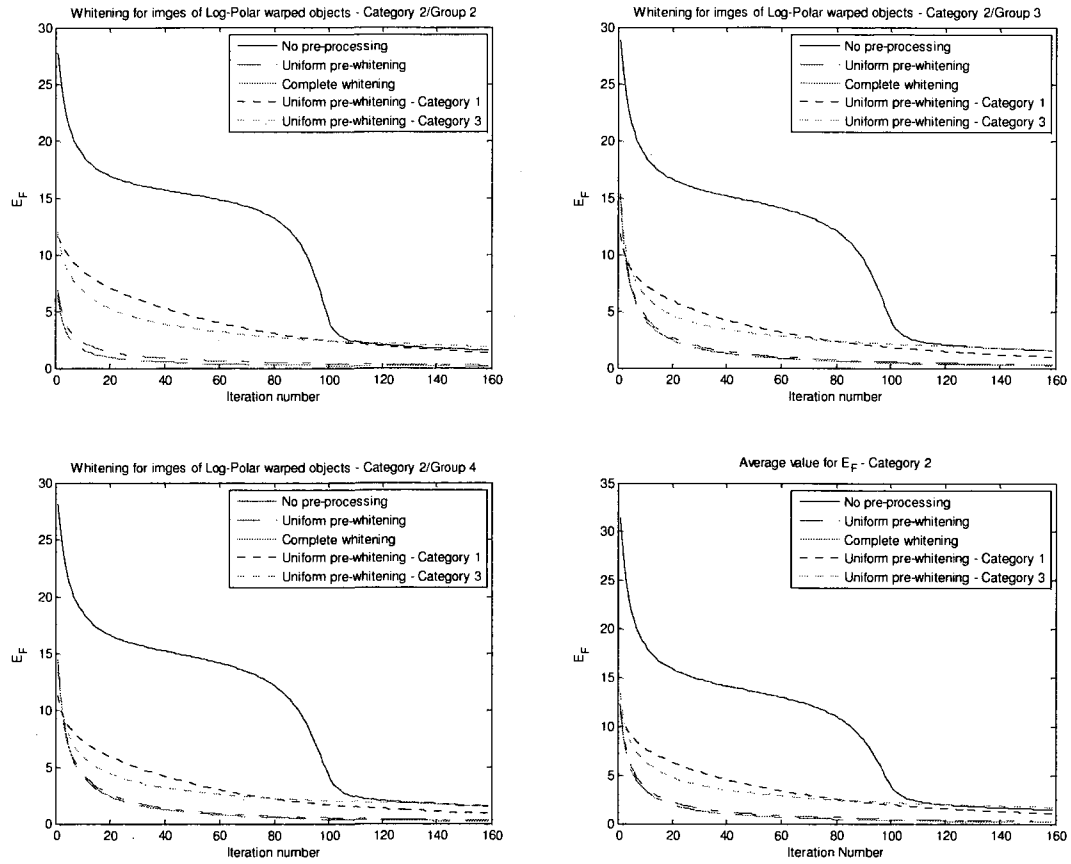 Whitening for imges of Log-Polar warped objects - Category 2/Group 2
30
25
20
15
10
5
0
E_F
No pre-processing
Uniform pre-whitening
Complete whitening
Uniform pre-whitening - Category 1
Uniform pre-whitening - Category 3
0 20 40 60 80 100 120 140 160
Iteration number
Whitening for imges of Log-Polar warped objects - Category 2/Group 3
30
25
20
15
10
5
0
E_F
No pre-processing
Uniform pre-whitening
Complete whitening
Uniform pre-whitening - Category 1
Uniform pre-whitening - Category 3
0 20 40 60 80 100 120 140 160
Iteration number
Whitening for imges of Log-Polar warped objects - Category 2/Group 4
30
25
20
15
10
5
0
E_F
No pre-processing
Uniform pre-whitening
Complete whitening
Uniform pre-whitening - Category 1
Uniform pre-whitening - Category 3
0 20 40 60 80 100 120 140 160
Iteration Number
Average value for E_F - Category 2
35
30
25
20
15
10
5
0
E_F
No pre-processing
Uniform pre-whitening
Complete whitening
Uniform pre-whitening - Category 1
Uniform pre-whitening - Category 3
0 20 40 60 80 100 120 140 160
Iteration Number